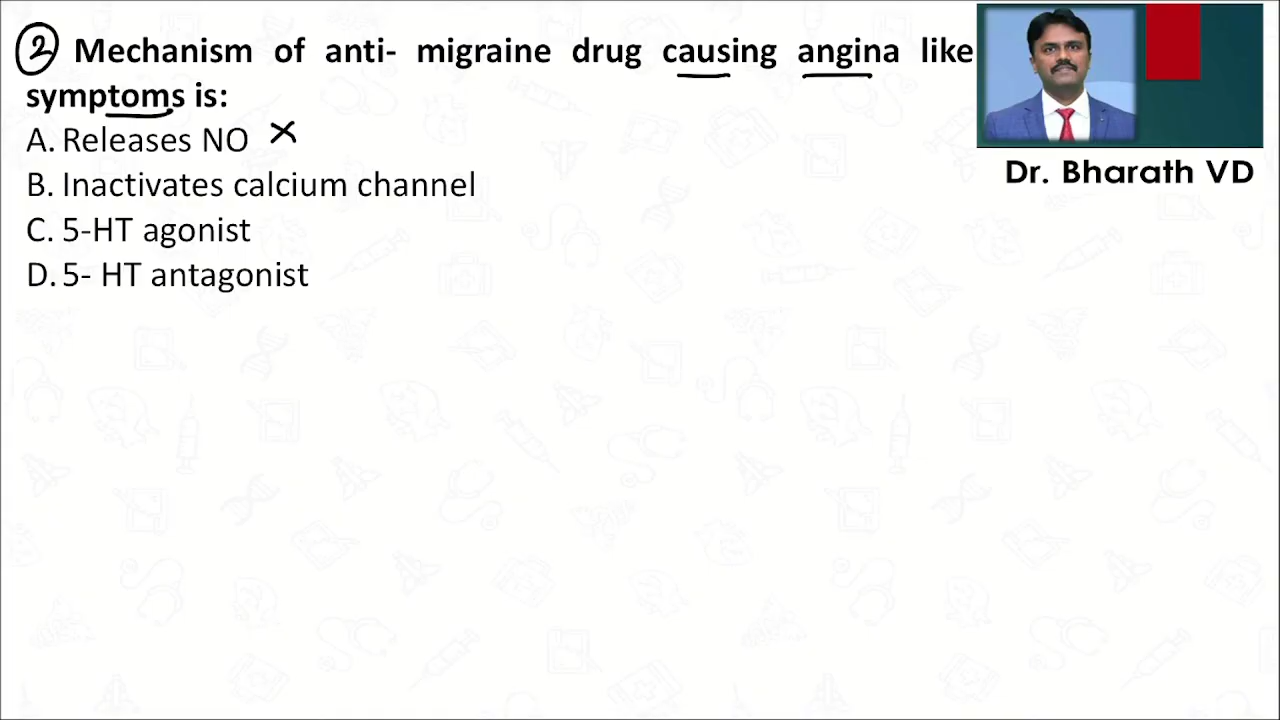 2 Mechanism of anti- migraine drug causing angina like
symptoms is:
A. Releases NO ×
B. Inactivates calcium channel
C. 5-HT agonist
D. 5- HT antagonist
Dr. Bharath VD